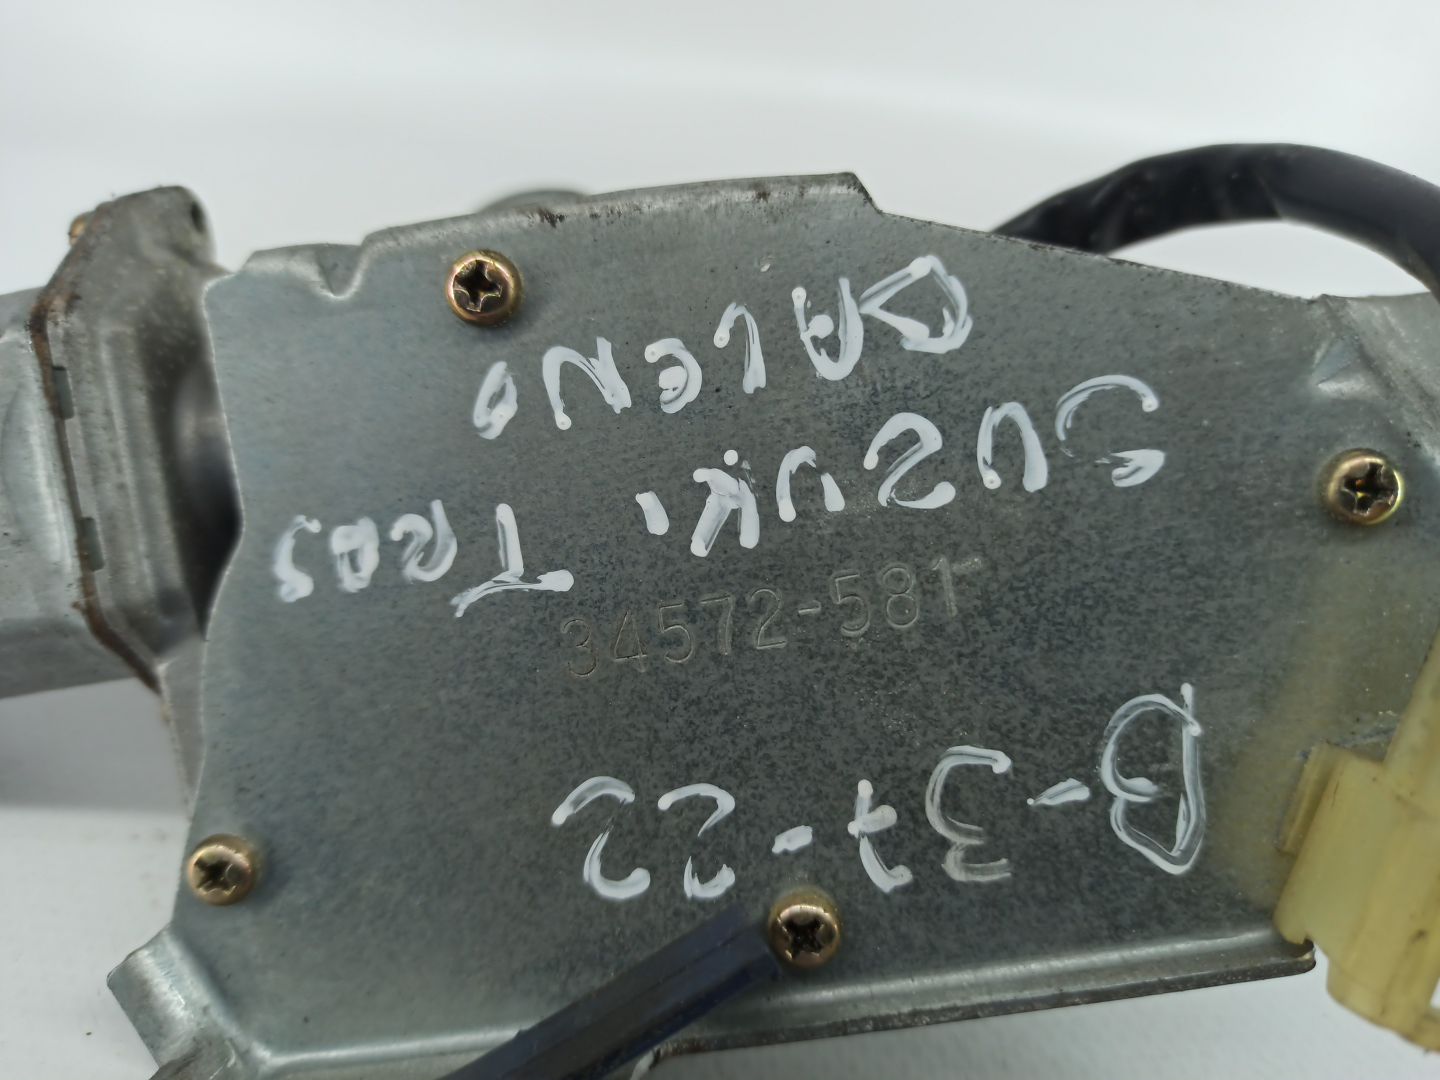 B-37-22
SUZUKI TRAS
BALENO
34572-581